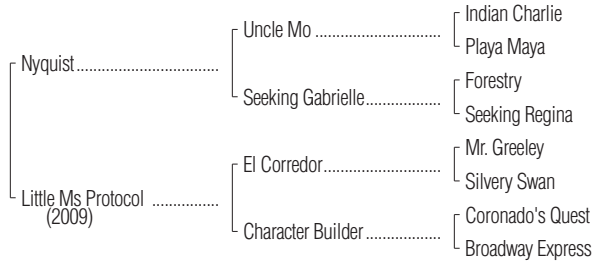 Indian Charlie
Uncle Mo ..............................
Playa Maya
Nyquist..................................
Forestry
Seeking Gabrielle..................
Seeking Regina
Mr. Greeley
El Corredor............................
Silvery Swan
Little Ms Protocol ................
(2009)
Coronado's Quest
Character Builder..................
Broadway Express